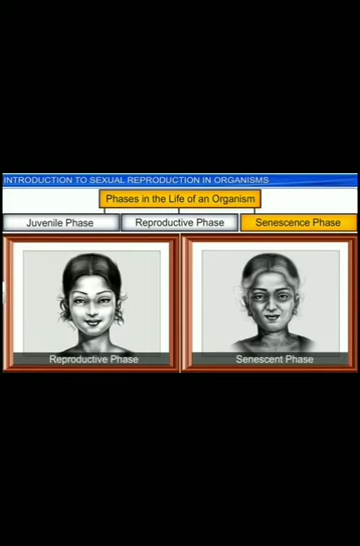 INTRODUCTION TO SEXUAL REPRODUCTION IN ORGANISMS
Phases in the Life of an Organism
Juvenile Phase
Reproductive Phase
Senescence Phase
Reproductive Phase
Senescent Phase